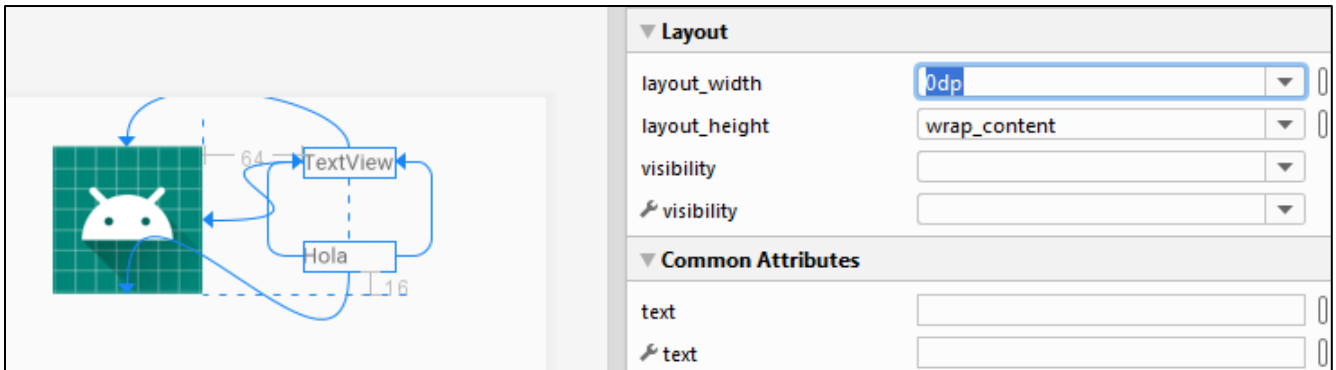 64
TextView
Hola
16
Layout
layout_width 0dp
layout_height wrap_content
visibility
visibility
Common Attributes
text
text